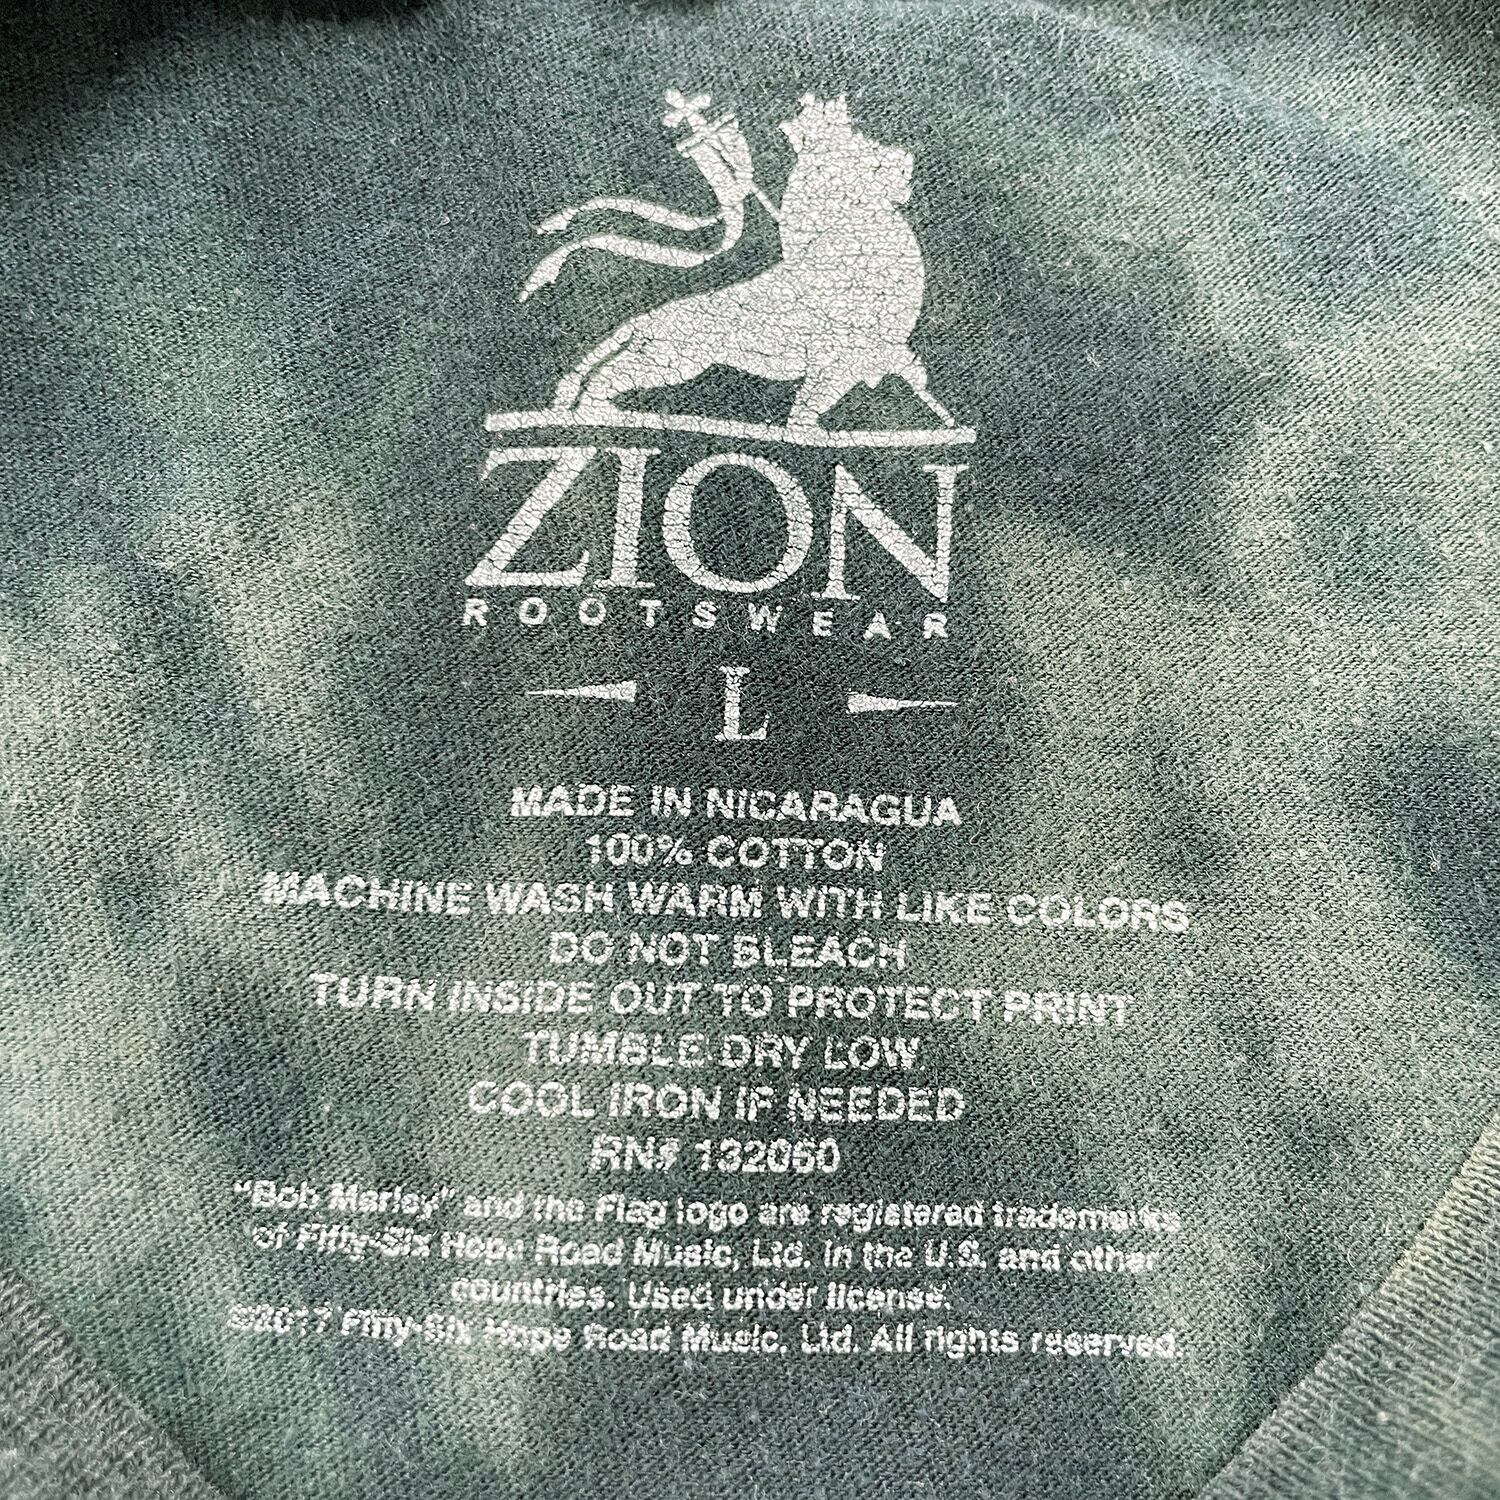 ZION
ROOTSWEAR
L
MADE IN NICARAGUA
100% COTTON
MACHINE WASH WARM WITH LIKE COLORS
DO NOT BLEACH
TURN INSIDE OUT TO PROTECT PRINT
TUMBLE DRY LOW.
COOL IRON IF NEEDED
RN# 132060
"Bob Marley" and the Flag logo are registered trademarks
of Fifty-Six Hope Road Music, Ltd. in the U.S. and other
countries. Used under license.
©2017 Fifty-Six Hope Road Music, Ltd. All rights reserved.